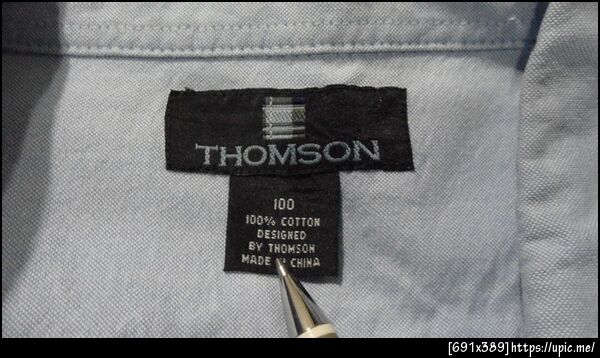 THOMSON
100
100% COTTON
DESIGNED
BY THOMSON
MADE IN CHINA
[691x389]https://upic.me/